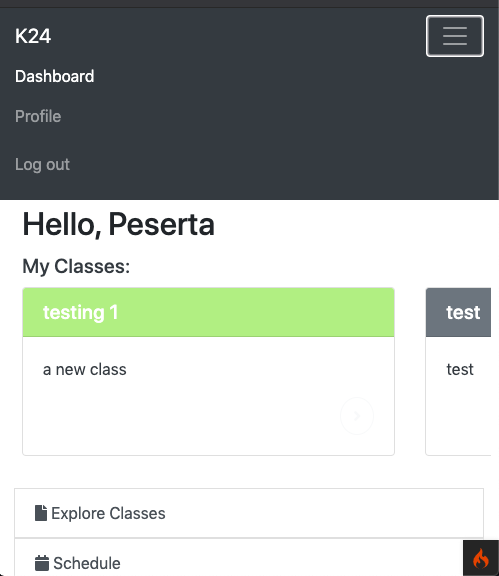 K24
Dashboard
Profile
Log out
Hello, Peserta
My Classes:
testing 1
test
a new class
test
Explore Classes
Schedule